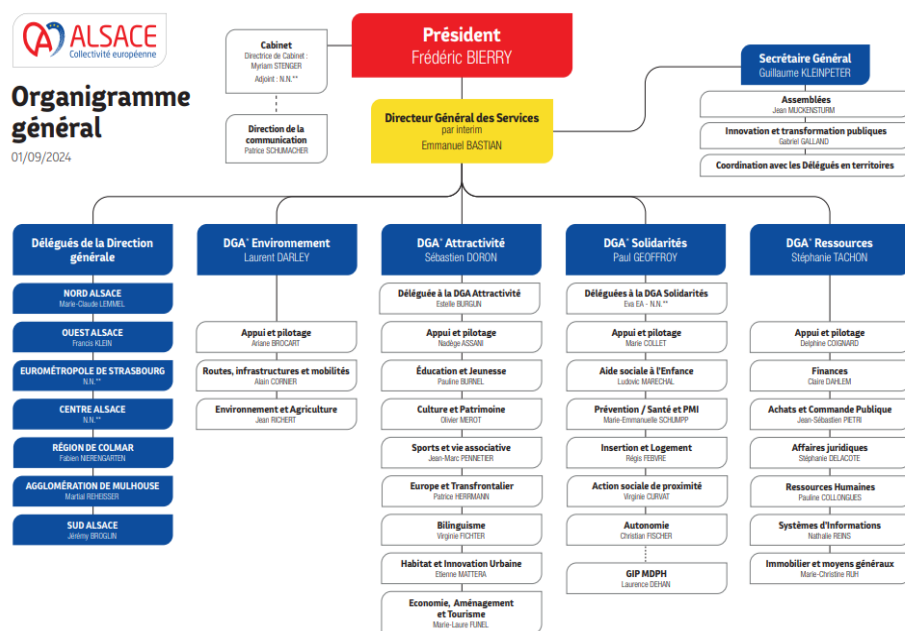 ALSACE
Collectivité européenne
Organigramme
général
01/09/2024
Cabinet
Directrice de Cabinet :
Myriam STENGER
Adjoint : N.N.**
Direction de la
communication
Patrice SCHUMACHER
Président
Frédéric BIERRY
Directeur Général des Services
par interim
Emmanuel BASTIAN
Secrétaire Général
Guillaume KLEINPETER
Assemblées
Jean MUCKENSTURM
Innovation et transformation publiques
Gabriel GALLAND
Coordination avec les Délégués en territoires
Délégués de la Direction
générale
NORD ALSACE
Marie-Claude LEMMEL
OUEST ALSACE
Francis KLEIN
EUROMÉTROPOLE DE STRASBOURG
N.N.**
CENTRE ALSACE
N.N.**
RÉGION DE COLMAR
Fabien NIERENGARTEN
AGGLOMÉRATION DE MULHOUSE
Martial REHEISSER
SUD ALSACE
Jérémy BROGLIN
DGA* Environnement
Laurent DARLEY
Appui et pilotage
Ariane BROCART
Routes, infrastructures et mobilités
Alain CORNIER
Environnement et Agriculture
Jean RICHERT
DGA* Attractivité
Sébastien DORON
Déléguée à la DGA Attractivité
Estelle BURGUN
Appui et pilotage
Nadège ASSANI
Éducation et Jeunesse
Pauline BURNEL
Culture et Patrimoine
Olivier MEROT
Sports et vie associative
Jean-Marc PENNETIER
Europe et Transfrontalier
Patrice HERRMANN
Bilinguisme
Virginie FICHTER
Habitat et Innovation Urbaine
Etienne MATTERA
Economie, Aménagement
et Tourisme
Marie-Laure FUNEL
DGA* Solidarités
Paul GEOFFROY
Déléguées à la DGA Solidarités
Eva EA - N.N.**
Appui et pilotage
Marie COLLET
Aide sociale à l'Enfance
Ludovic MARECHAL
Prévention / Santé et PMI
Marie-Emmanuelle SCHUMPP
Insertion et Logement
Régis FEBVRE
Action sociale de proximité
Virginie CURVAT
Autonomie
Christian FISCHER
GIP MDPH
Laurence DEHAN
DGA* Ressources
Stéphanie TACHON
Appui et pilotage
Delphine COIGNARD
Finances
Claire DAHLEM
Achats et Commande Publique
Jean-Sébastien PIETRI
Affaires juridiques
Stéphanie DELACOTE
Ressources Humaines
Pauline COLLONGUES
Systèmes d'Informations
Nathalie REINS
Immobilier et moyens généraux
Marie-Christine RUH